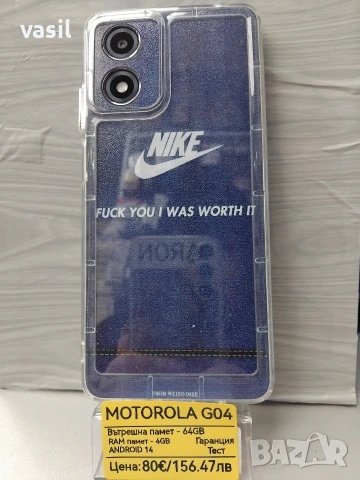 vasil
NIKE
FUCK YOU I WAS WORTH IT
MOTOROLA G04
Вътрешна памет - 64GB
RAM памет - 4GB Гаранция
ANDROID 14 Тест
Цена:80€/156.47лв
BAZAR